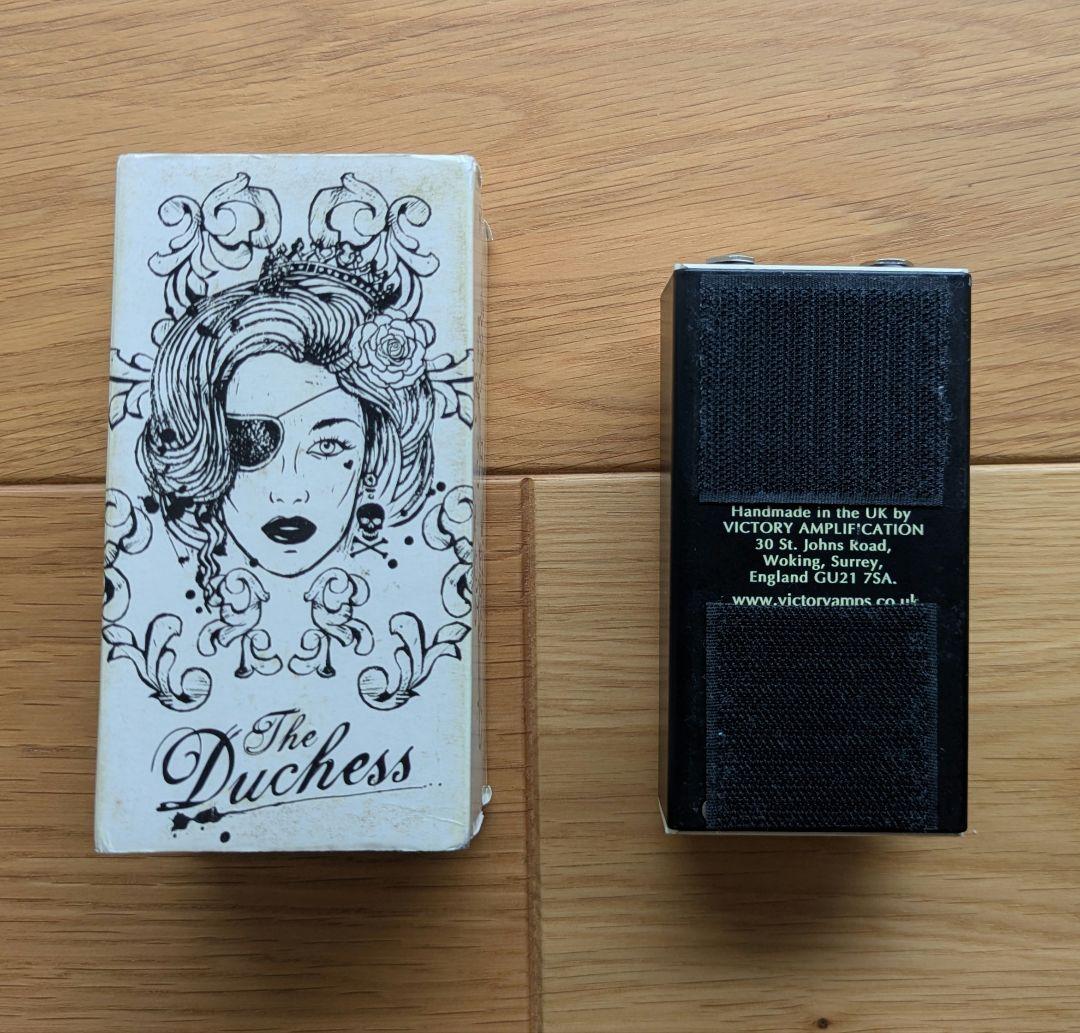 The
Duchess
Handmade in the UK by
VICTORY AMPLIFICATION
30 St. Johns Road,
Woking, Surrey,
England GU21 7SA.
www.victoryamps.co.uk